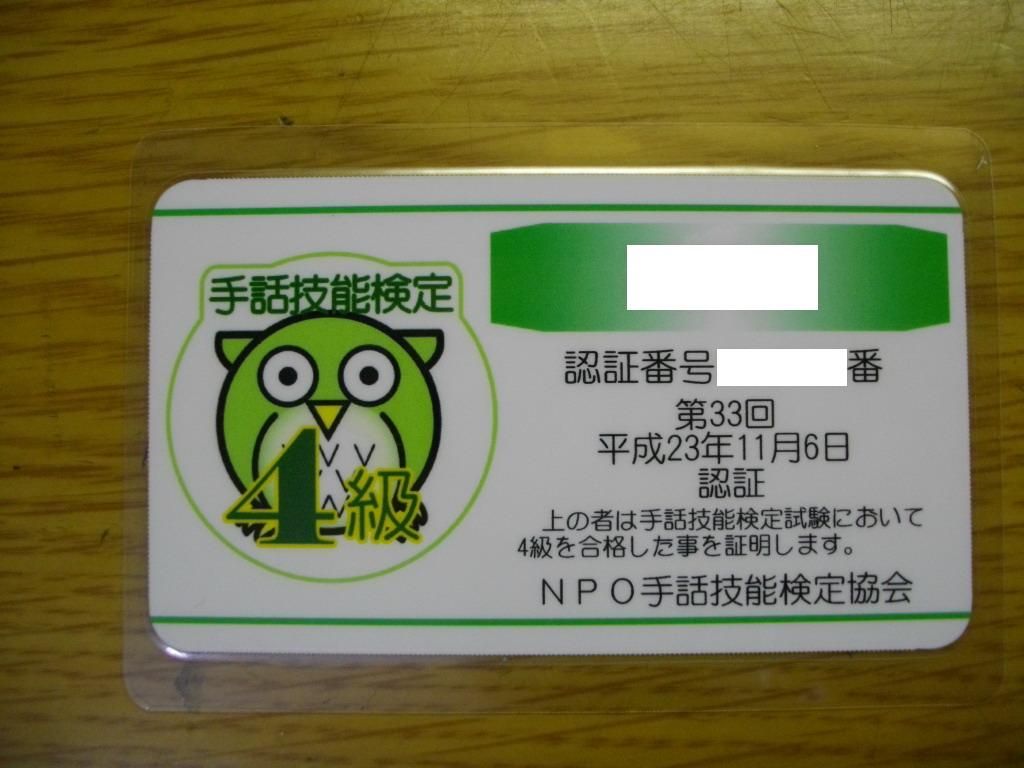 手話技能検定
4級
認証番号 番
第33回
平成23年11月6日
認証
上の者は手話技能検定試験において
4級を合格した事を証明します。
NPO手話技能検定協会